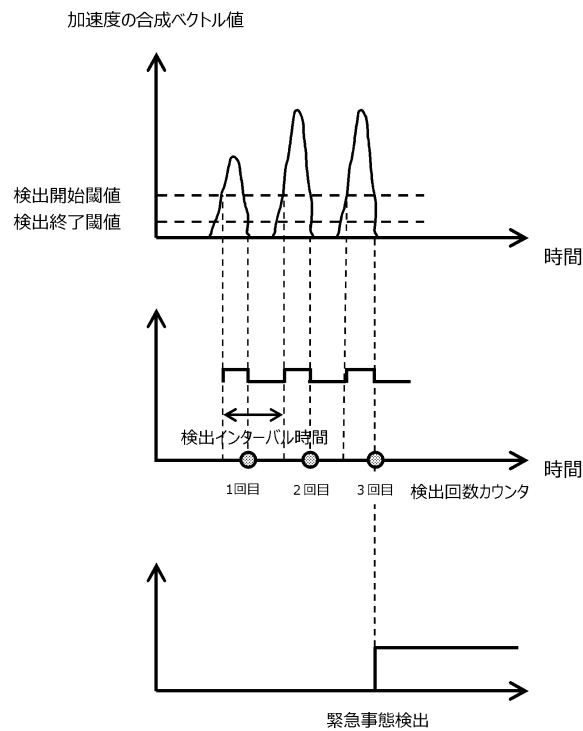 加速度の合成ベクトル値
検出開始閾値
検出終了閾値
時間
検出インターバル時間
時間
1回目
2回目
3回目
検出回数カウンタ
緊急事態検出